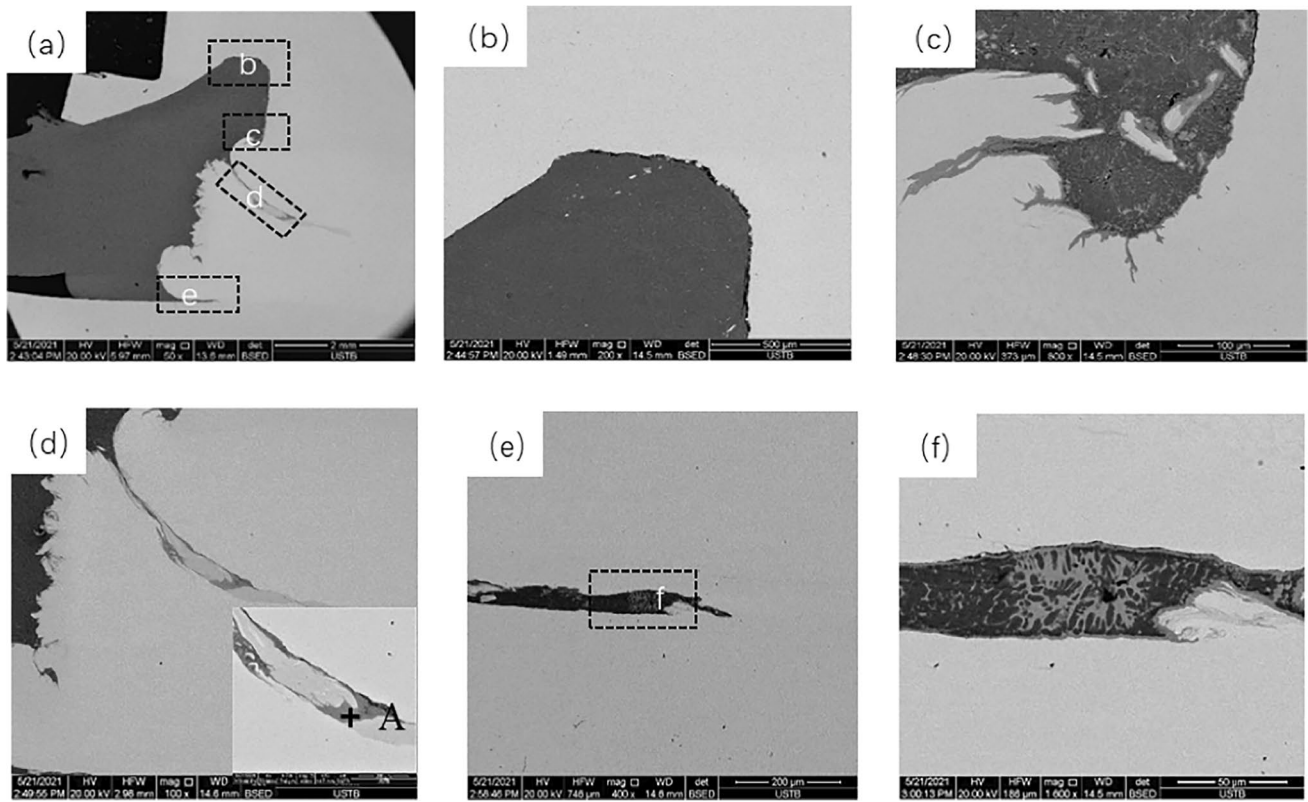 (a)
b
c
d
e
5/21/2021 HV HFW mag □ WD det 2 mm
2:43:04 PM 20.00 kV 5.97 mm 50 x 13.6 mm BSED USTB
(b)
5/21/2021 HV HFW mag □ WD det 500 µm
2:44:57 PM 20.00 kV 1.49 mm 200 x 14.5 mm BSED USTB
(c)
5/21/2021 HV HFW mag □ WD det 100 µm
2:48:30 PM 20.00 kV 373 µm 800 x 14.5 mm BSED USTB
(d)
+ A
5/21/2021 HV HFW mag □ WD
2:49:55 PM 20.00 kV 2.98 mm 100 x 14.6 mm BSED USTB
(e)
f
5/21/2021 HV HFW mag □ WD det 200 µm
2:58:46 PM 20.00 kV 746 µm 400 x 14.6 mm BSED USTB
(f)
5/21/2021 HV HFW mag □ WD det 50 µm
3:00:13 PM 20.00 kV 186 µm 1 600 x 14.5 mm BSED USTB